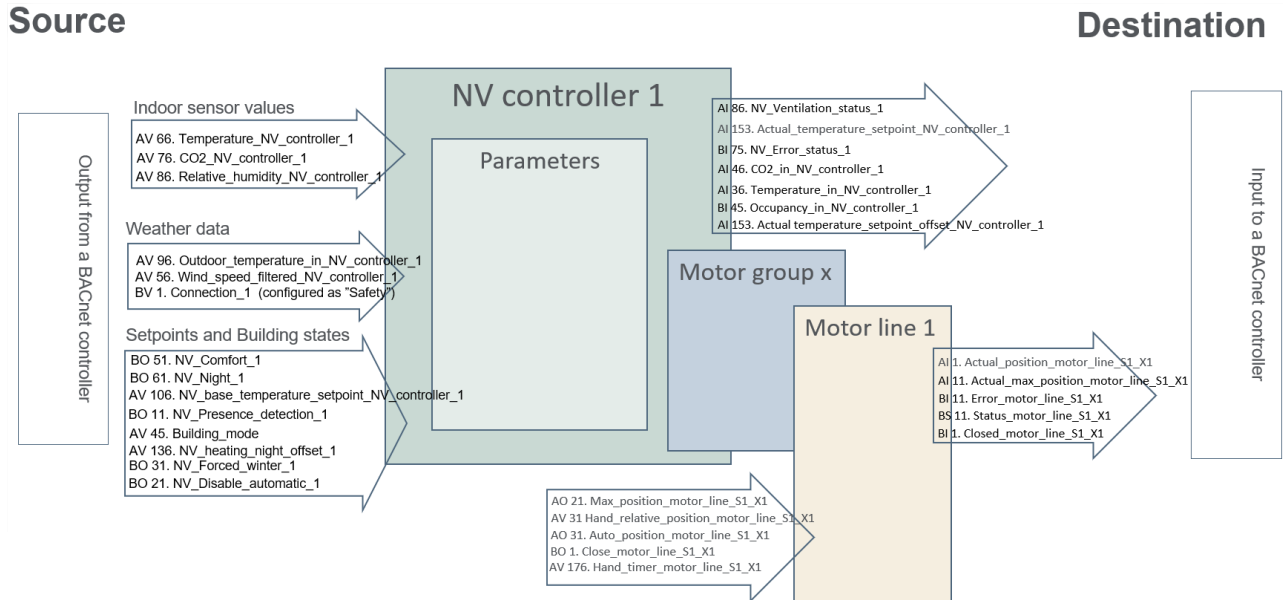 Source
Destination
Output from a BACnet controller
Indoor sensor values
AV 66. Temperature_NV_controller_1
AV 76. CO2_NV_controller_1
AV 86. Relative_humidity_NV_controller_1
Weather data
AV 96. Outdoor_temperature_in_NV_controller_1
AV 56. Wind_speed_filtered_NV_controller_1
BV 1. Connection_1 (configured as "Safety")
Setpoints and Building states
BO 51. NV_Comfort_1
BO 61. NV_Night_1
AV 106. NV_base_temperature_setpoint_NV_controller_1
BO 11. NV_Presence_detection_1
AV 45. Building_mode
AV 136. NV_heating_night_offset_1
BO 31. NV_Forced_winter_1
BO 21. NV_Disable_automatic_1
NV controller 1
Parameters
Motor group x
Motor line 1
AI 86. NV_Ventilation_status_1
AI 153. Actual_temperature_setpoint_NV_controller_1
BI 75. NV_Error_status_1
AI 46. CO2_in_NV_controller_1
AI 36. Temperature_in_NV_controller_1
BI 45. Occupancy_in_NV_controller_1
AI 153. Actual temperature_setpoint_offset_NV_controller_1
AI 1. Actual_position_motor_line_S1_X1
AI 11. Actual_max_position_motor_line_S1_X1
BI 11. Error_motor_line_S1_X1
BS 11. Status_motor_line_S1_X1
BI 1. Closed_motor_line_S1_X1
AO 21. Max_position_motor_line_S1_X1
AV 31 Hand_relative_position_motor_line_S1_X1
AO 31. Auto_position_motor_line_S1_X1
BO 1. Close_motor_line_S1_X1
AV 176. Hand_timer_motor_line_S1_X1
Input to a BACnet controller